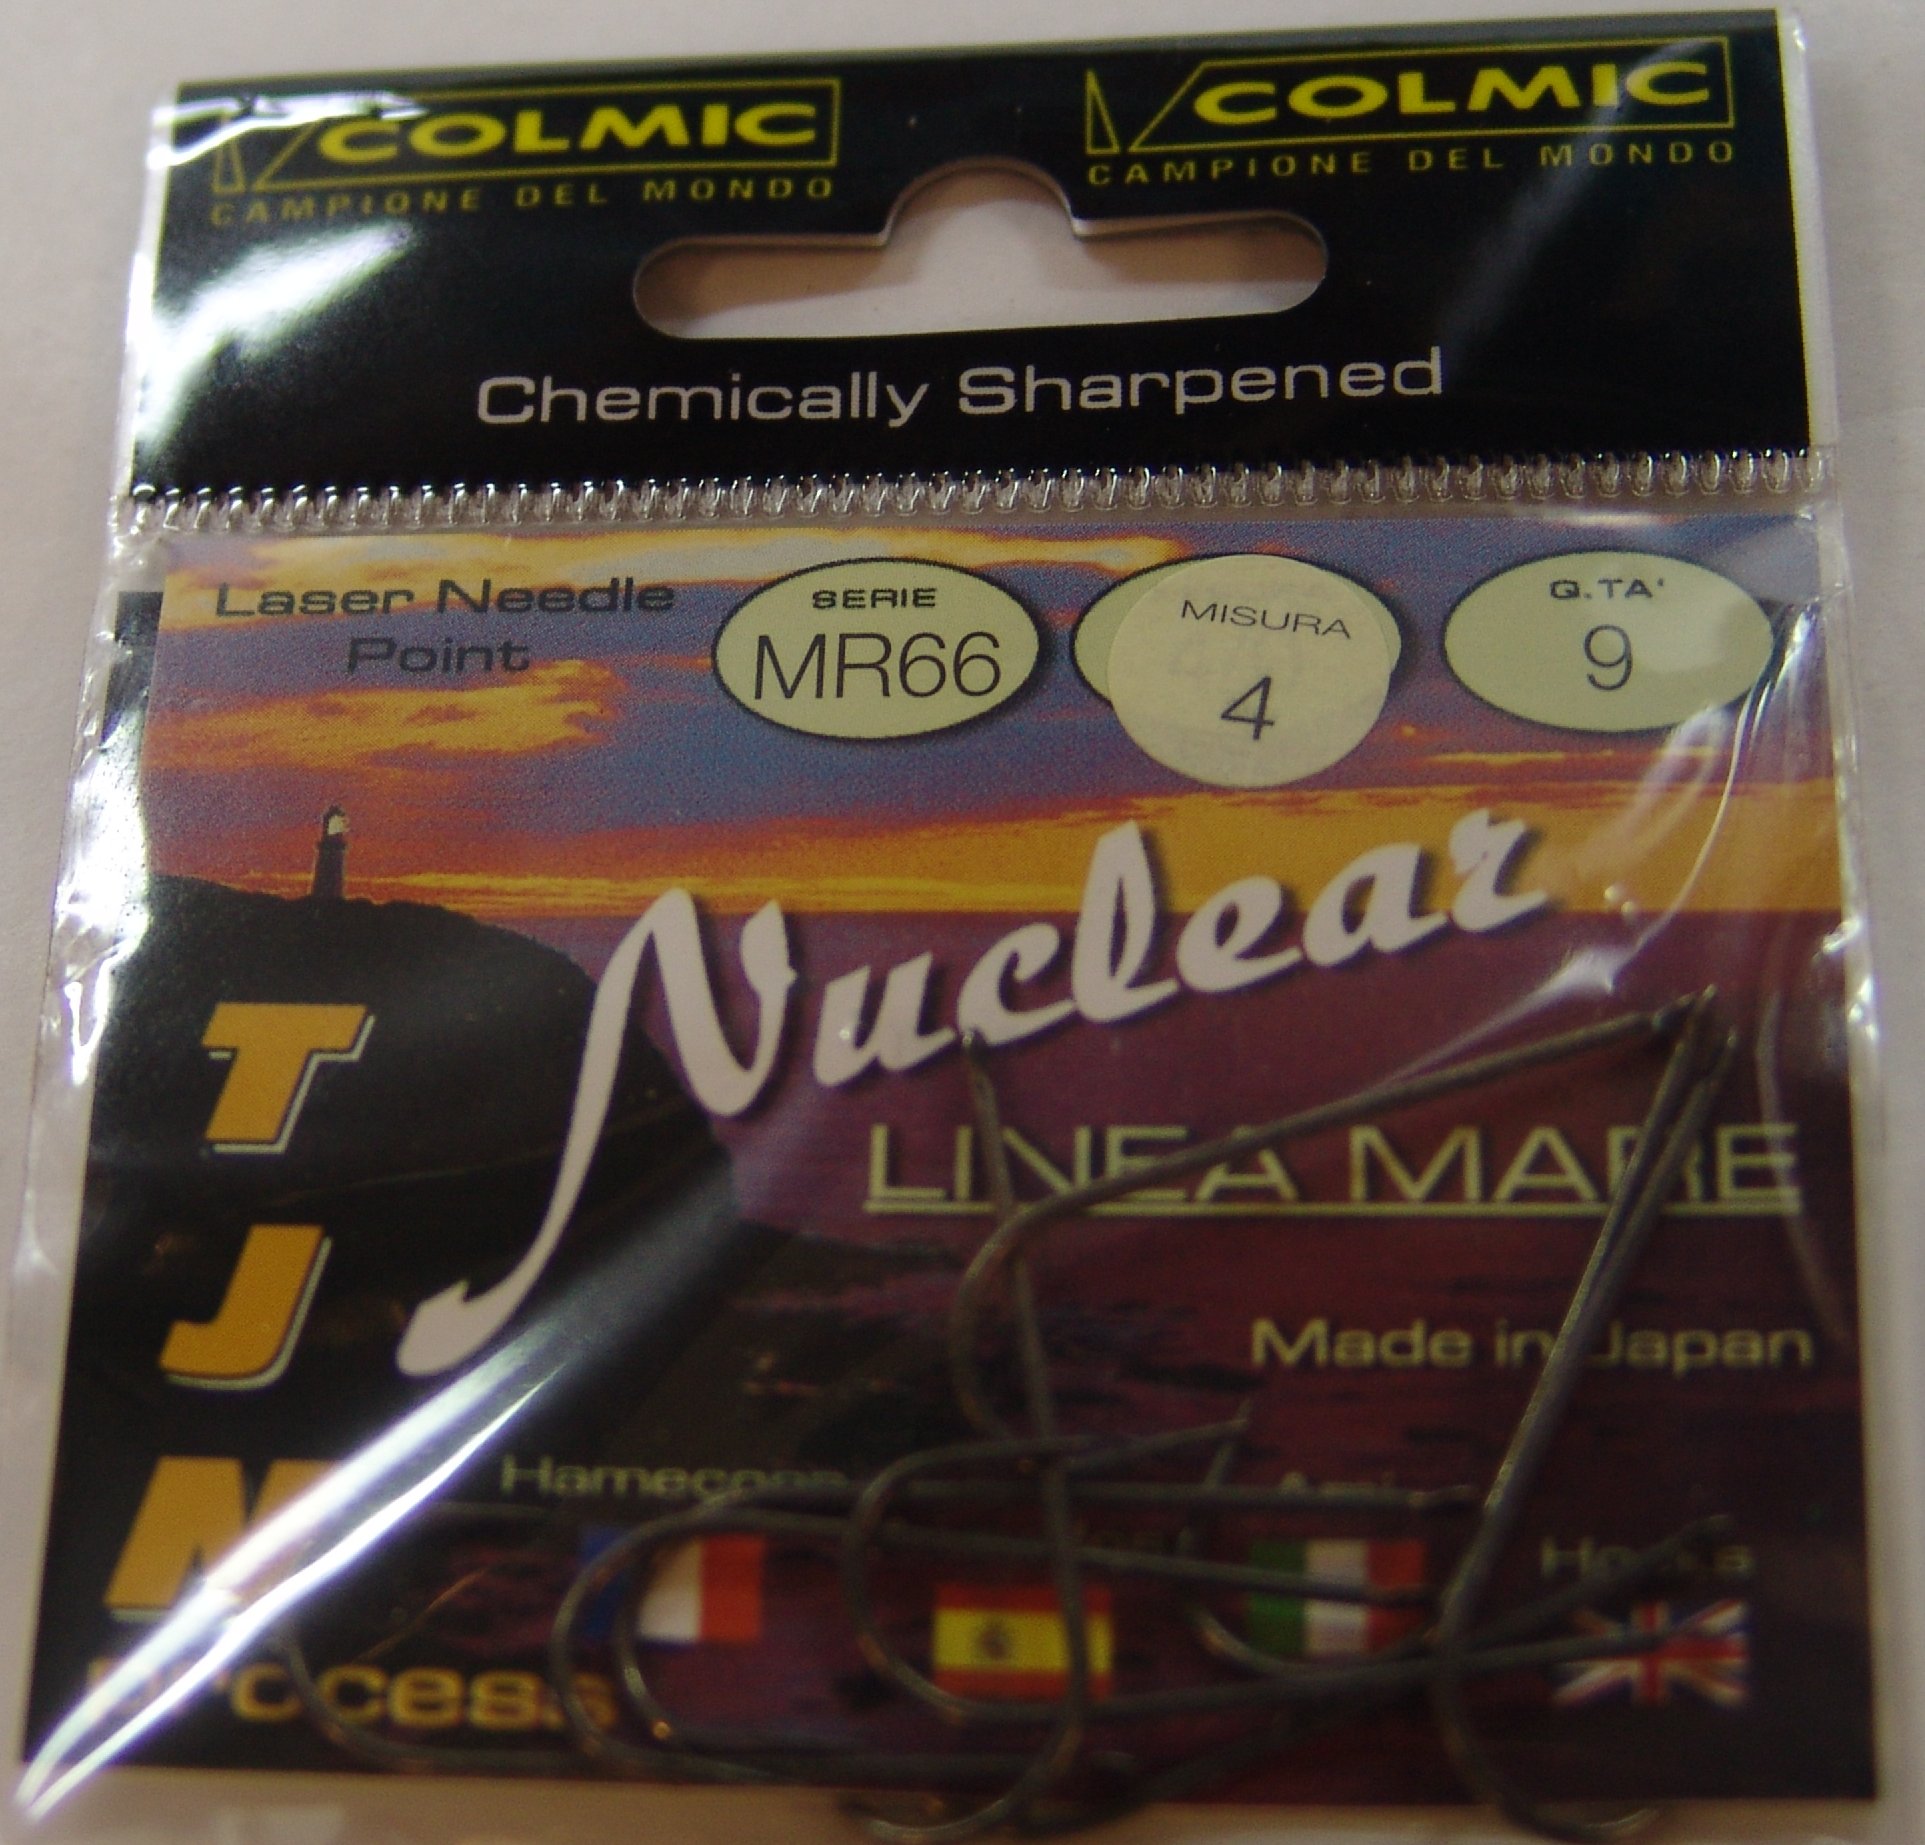 COLMIC
CAMPIONE DEL MONDO
COLMIC
CAMPIONE DEL MONDO
Chemically Sharpened
Laser Needle
Point
SERIE
MR66
MISURA
4
Q.TA'
9
Nuclear
LINEA MARE
Made in Japan
T
J
M
process